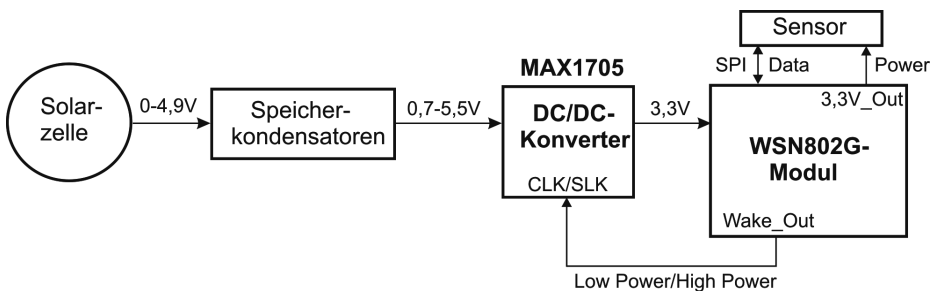 Solar-
zelle
0-4,9V
Speicher-
kondensatoren
0,7-5,5V
MAX1705
DC/DC-
Konverter
CLK/SLK
3,3V
Sensor
SPI Data
Power
3,3V_Out
WSN802G-
Modul
Wake_Out
Low Power/High Power